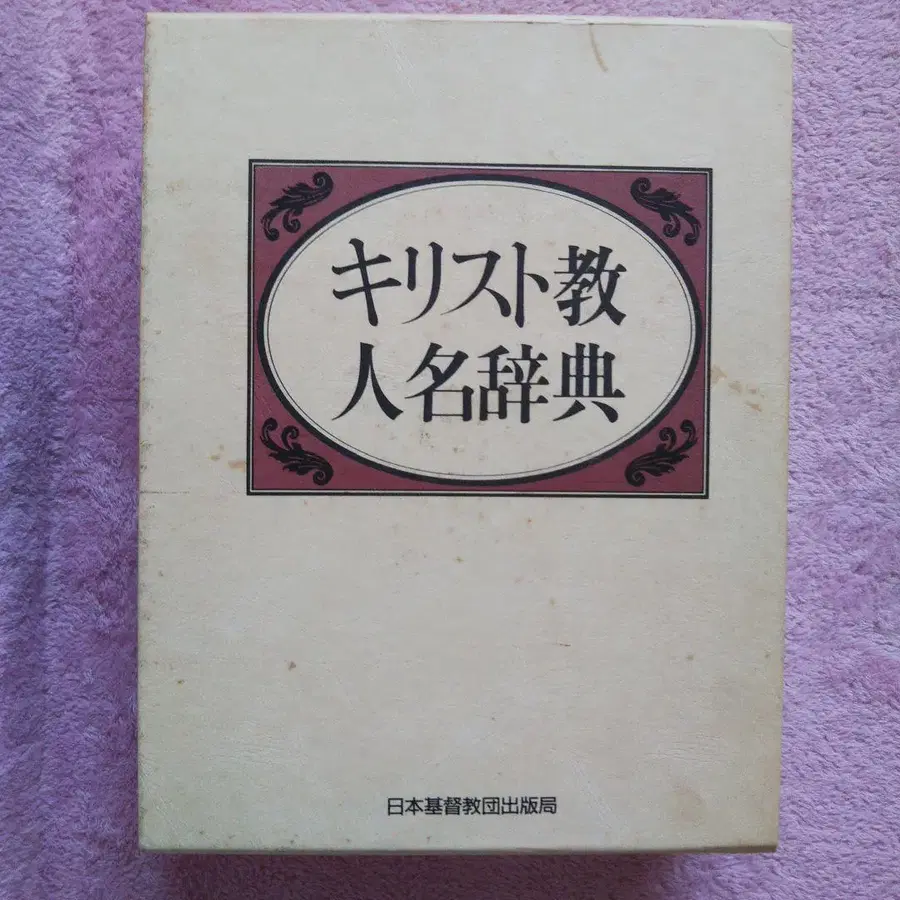 キリスト教
人名辞典
日本基督教団出版局